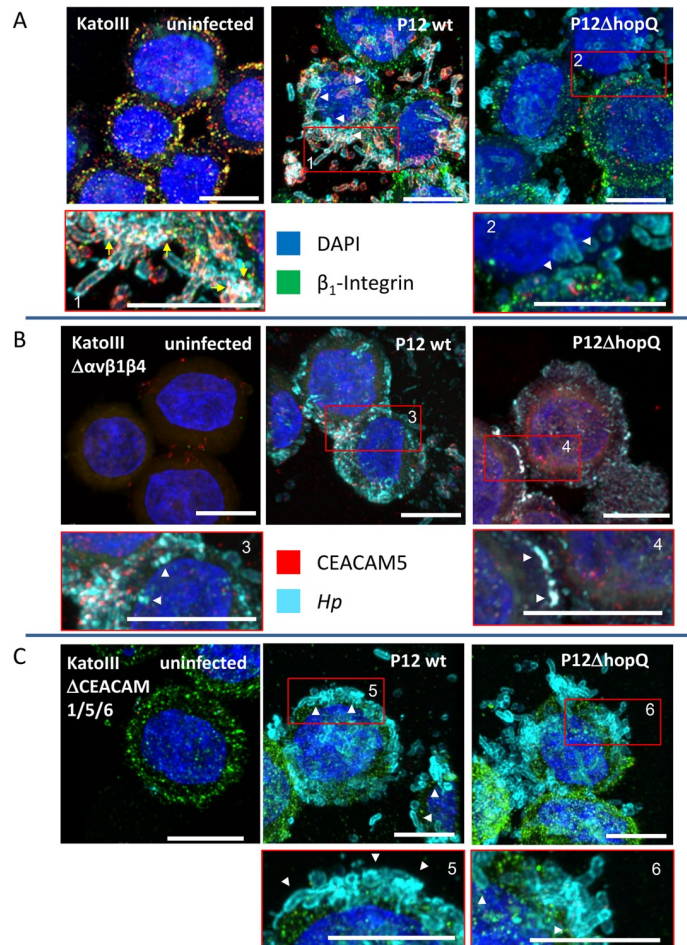 A
KatoIII uninfected
P12 wt
P12ΔhopQ
1
2
1
DAPI
β1-Integrin
2
B
KatoIII uninfected
Δαvβ1β4
P12 wt
P12ΔhopQ
3
4
3
CEACAM5
Hp
4
C
KatoIII uninfected
ΔCEACAM
1/5/6
P12 wt
P12ΔhopQ
5
6
5
6